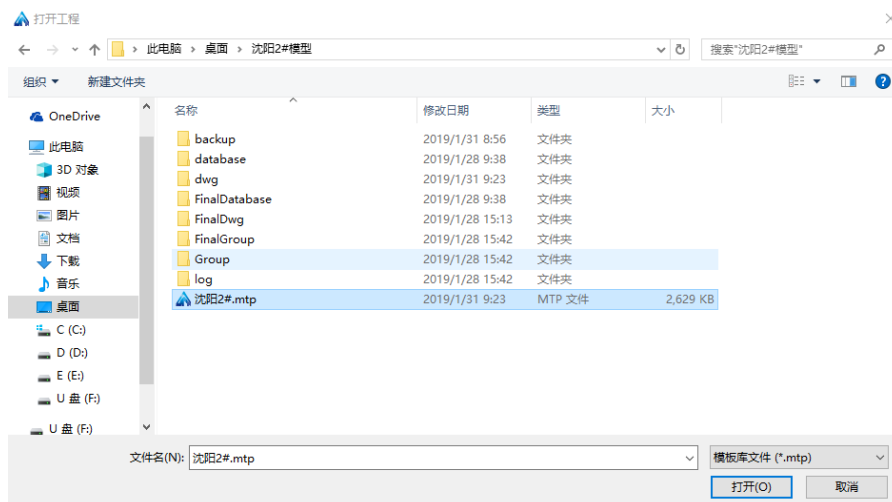 打开工程
此电脑 › 桌面 › 沈阳2#模型
搜索"沈阳2#模型"
组织 新建文件夹
OneDrive
此电脑
3D 对象
视频
图片
文档
下载
音乐
桌面
C (C:)
D (D:)
E (E:)
U 盘 (F:)
U 盘 (F:)
名称 修改日期 类型 大小
backup 2019/1/31 8:56 文件夹
database 2019/1/28 9:38 文件夹
dwg 2019/1/31 9:23 文件夹
FinalDatabase 2019/1/28 9:38 文件夹
FinalDwg 2019/1/28 15:13 文件夹
FinalGroup 2019/1/28 15:42 文件夹
Group 2019/1/28 15:42 文件夹
log 2019/1/28 15:42 文件夹
沈阳2#.mtp 2019/1/31 9:23 MTP 文件 2,629 KB
文件名(N): 沈阳2#.mtp 模板库文件 (*.mtp)
打开(O) 取消